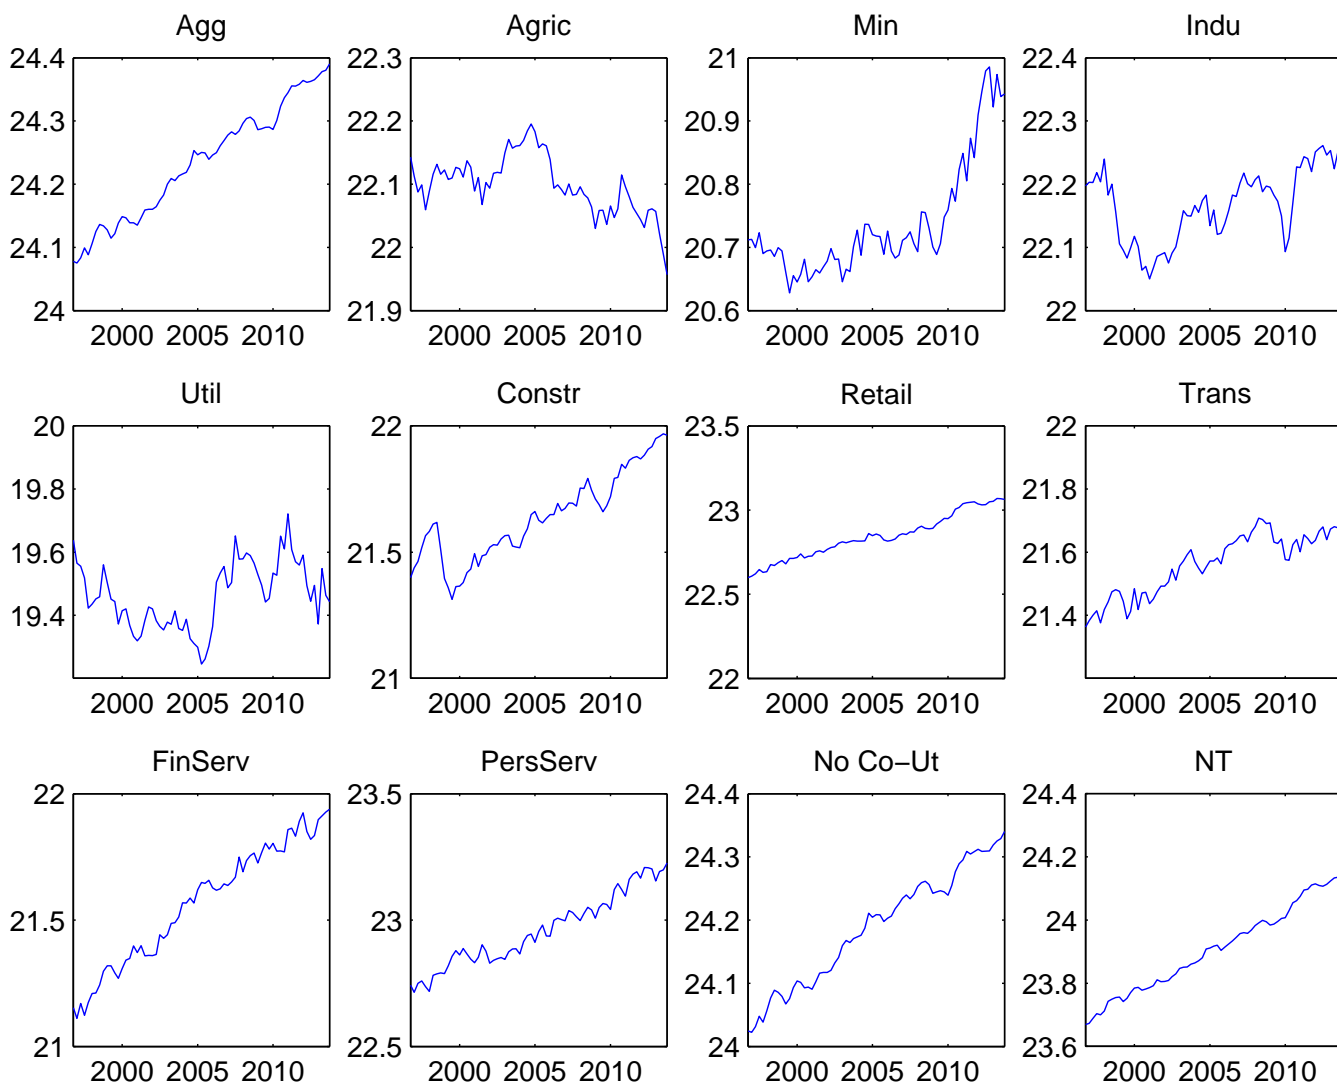 Agg
24.4
24.3
24.2
24.1
24
2000 2005 2010
Agric
22.3
22.2
22.1
22
21.9
2000 2005 2010
Min
21
20.9
20.8
20.7
20.6
2000 2005 2010
Indu
22.4
22.3
22.2
22.1
22
2000 2005 2010
Util
20
19.8
19.6
19.4
2000 2005 2010
Constr
22
21.5
21
2000 2005 2010
Retail
23.5
23
22.5
22
2000 2005 2010
Trans
22
21.8
21.6
21.4
2000 2005 2010
FinServ
22
21.5
21
2000 2005 2010
PersServ
23.5
23
22.5
2000 2005 2010
No Co−Ut
24.4
24.3
24.2
24.1
24
2000 2005 2010
NT
24.4
24.2
24
23.8
23.6
2000 2005 2010